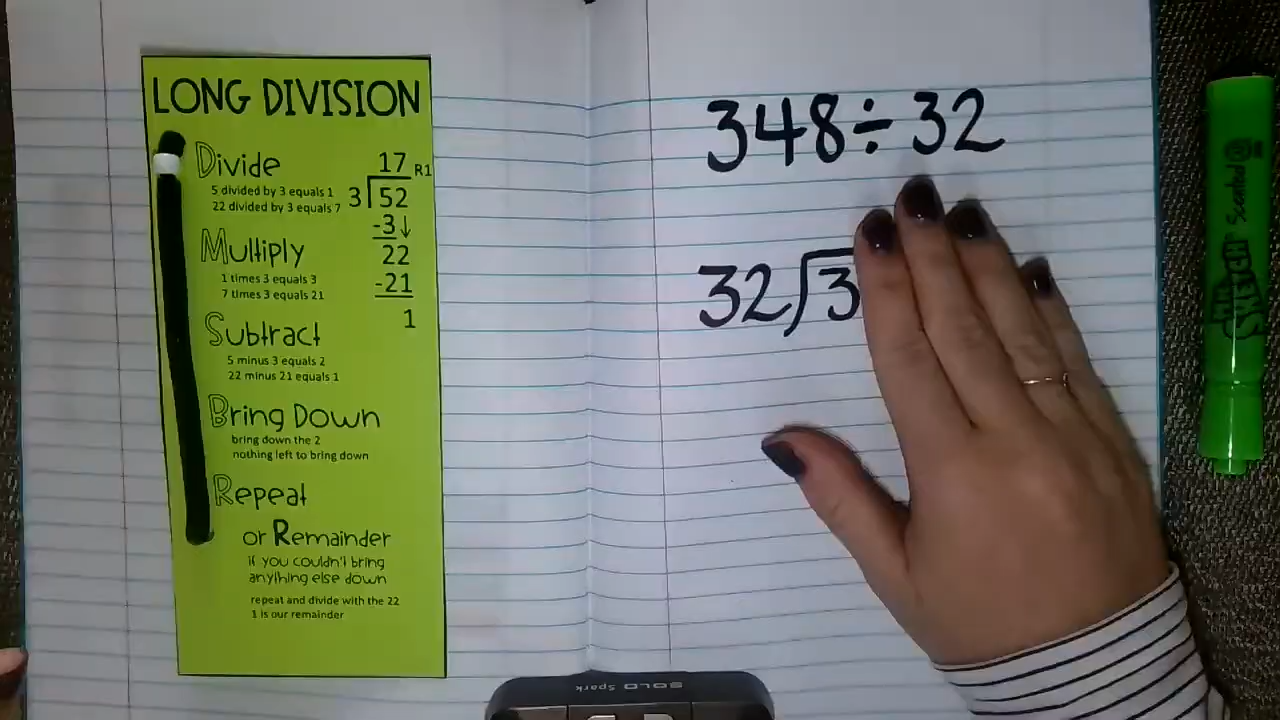 LONG DIVISION
Divide
5 divided by 3 equals 1
22 divided by 3 equals 7
17 R1
3 52
-3↓
22
-21
1
Multiply
1 times 3 equals 3
7 times 3 equals 21
Subtract
5 minus 3 equals 2
22 minus 21 equals 1
Bring Down
bring down the 2
nothing left to bring down
Repeat
or Remainder
if you couldn't bring
anything else down
repeat and divide with the 22
1 is our remainder
348÷32
32 3
SOLO Spark
Mr. SKETCH Scented